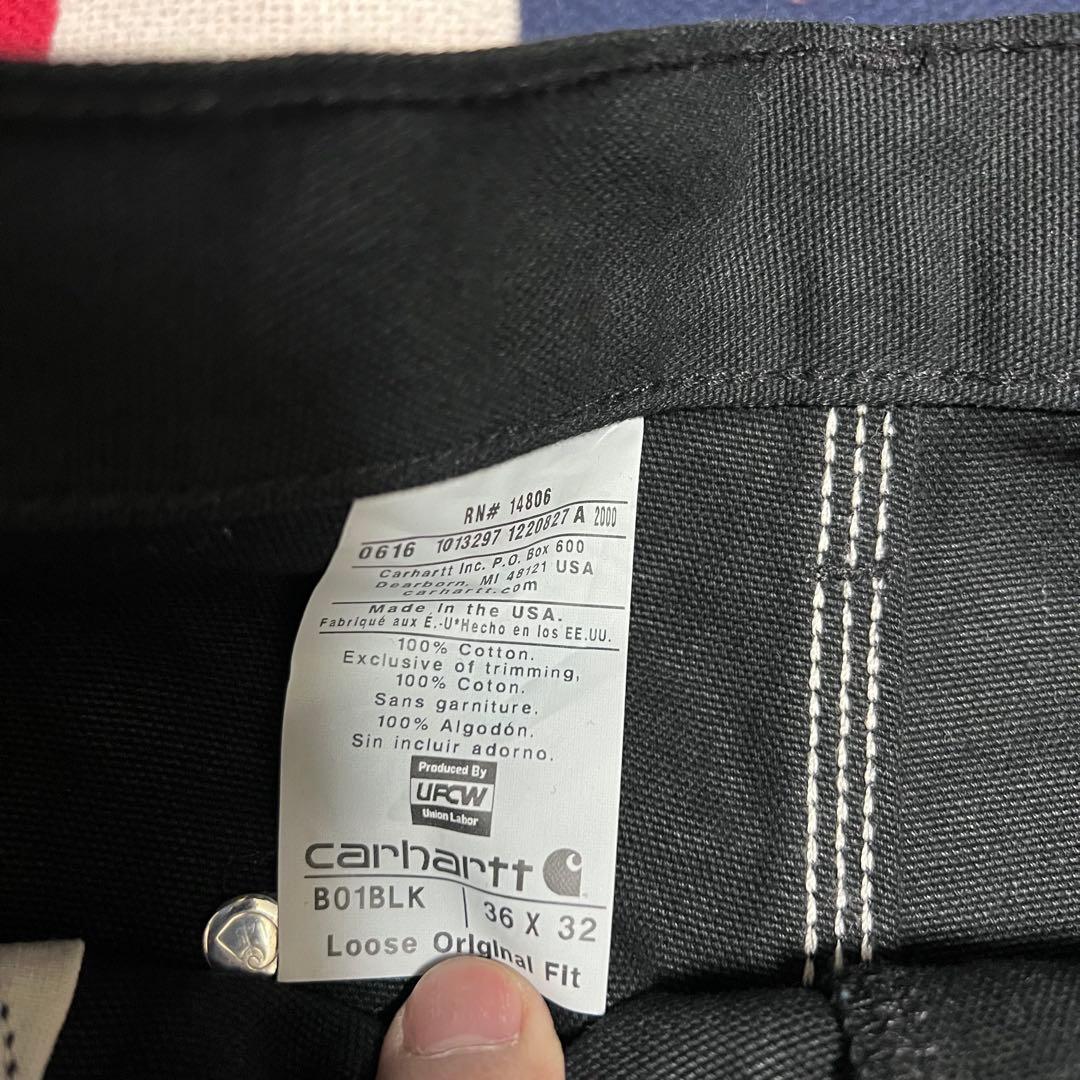 RN# 14806
0616 1013297 1220827 A 2000
Carhartt Inc. P.O. Box 600
Dearborn, MI 48121 USA
carhartt.com
Made In the USA.
Fabriqué aux É.-U*Hecho en los EE.UU.
100% Cotton.
Exclusive of trimming,
100% Coton.
Sans garniture.
100% Algodón.
Sin incluir adorno.
Produced By
UFCW
Union Labor
carhartt
B01BLK | 36 X 32
Loose Original Fit